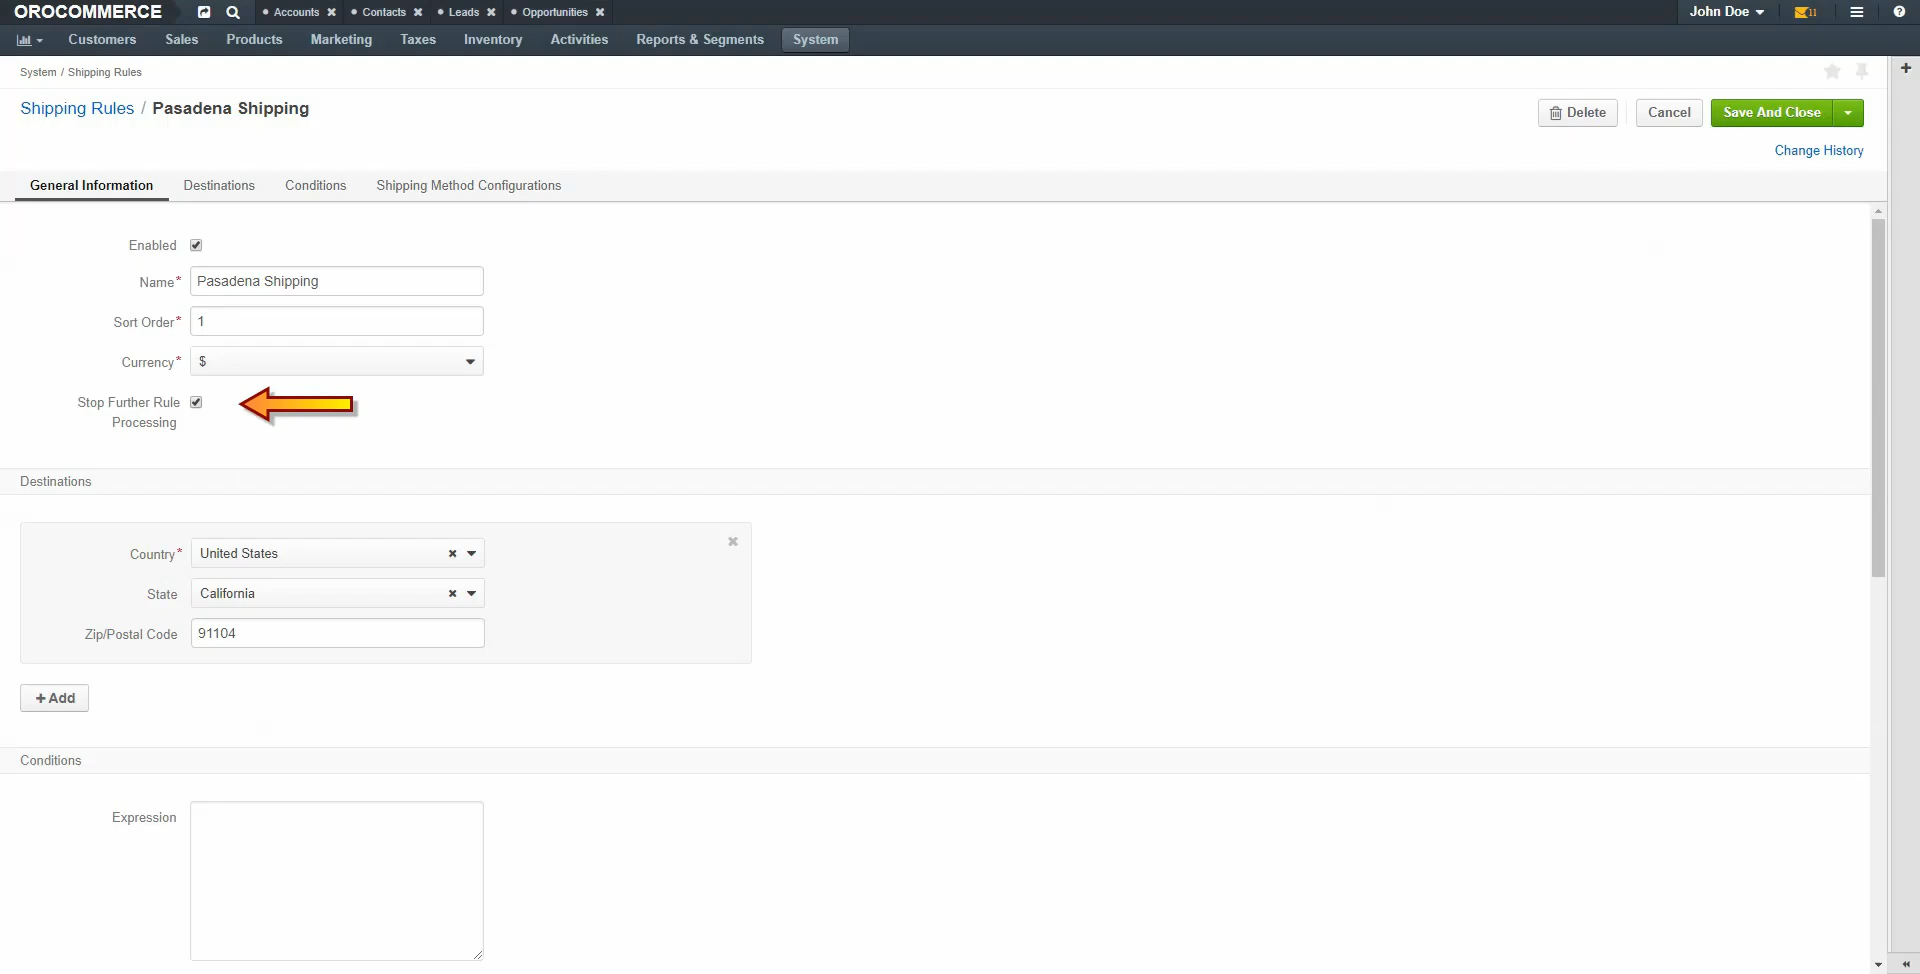 OROCOMMERCE Accounts Contacts Leads Opportunities John Doe 11
Customers Sales Products Marketing Taxes Inventory Activities Reports & Segments System
System / Shipping Rules
Shipping Rules / Pasadena Shipping
Delete Cancel Save And Close
Change History
General Information Destinations Conditions Shipping Method Configurations
Enabled
Name* Pasadena Shipping
Sort Order* 1
Currency* $
Stop Further Rule
Processing
Destinations
Country* United States
State California
Zip/Postal Code 91104
+ Add
Conditions
Expression